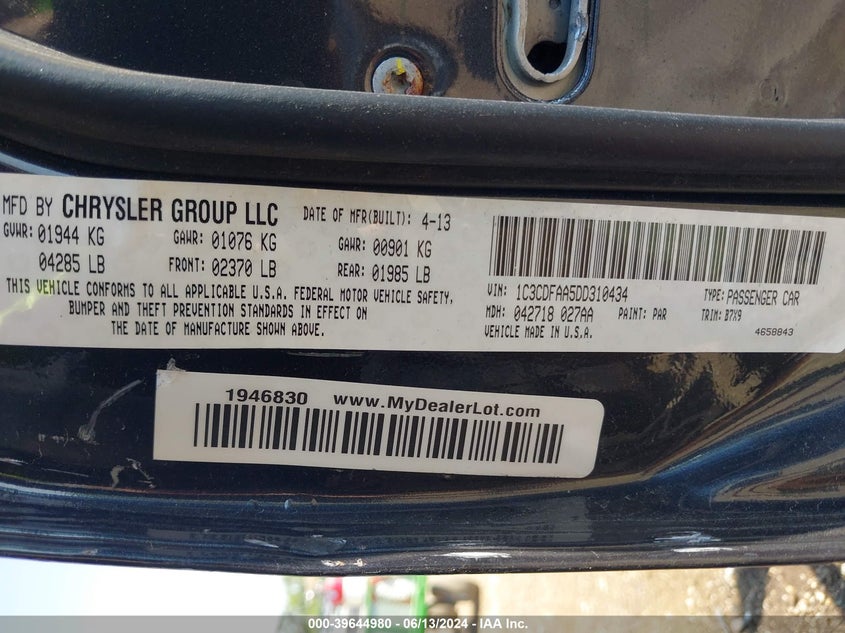 MFD BY CHRYSLER GROUP LLC DATE OF MFR(BUILT): 4-13
GVWR: 01944 KG GAWR: 01076 KG GAWR: 00901 KG
04285 LB FRONT: 02370 LB REAR: 01985 LB
THIS VEHICLE CONFORMS TO ALL APPLICABLE U.S.A. FEDERAL MOTOR VEHICLE SAFETY,
BUMPER AND THEFT PREVENTION STANDARDS IN EFFECT ON
THE DATE OF MANUFACTURE SHOWN ABOVE.
VIN: 1C3CDFAA5DD310434 TYPE: PASSENGER CAR
MDH: 042718 027AA PAINT: PAR TRIM: B7X9
VEHICLE MADE IN U.S.A. 4658843
1946830 www.MyDealerLot.com
000-39644980 - 06/13/2024 - IAA Inc.